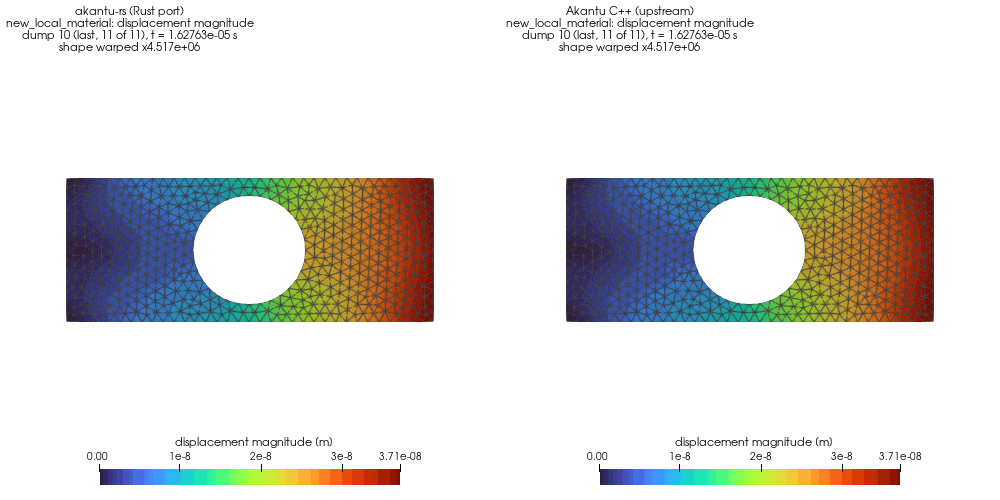 akantu-rs (Rust port)
new_local_material: displacement magnitude
dump 10 (last, 11 of 11), t = 1.62763e-05 s
shape warped x4.517e+06
Akantu C++ (upstream)
new_local_material: displacement magnitude
dump 10 (last, 11 of 11), t = 1.62763e-05 s
shape warped x4.517e+06
displacement magnitude (m)
0.00 1e-8 2e-8 3e-8 3.71e-08
displacement magnitude (m)
0.00 1e-8 2e-8 3e-8 3.71e-08